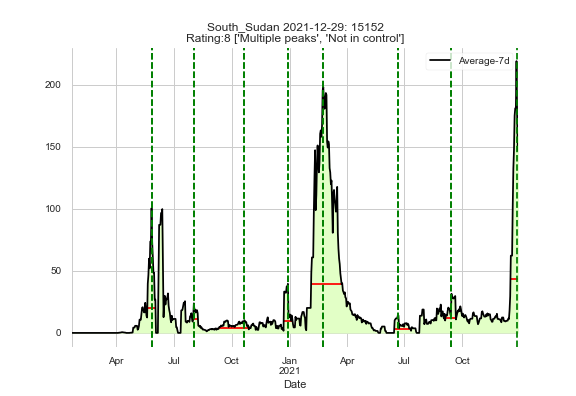 South_Sudan 2021-12-29: 15152
Rating:8 ['Multiple peaks', 'Not in control']
Average-7d
200
150
100
50
0
Apr Jul Oct Jan Apr Jul Oct
2021
Date